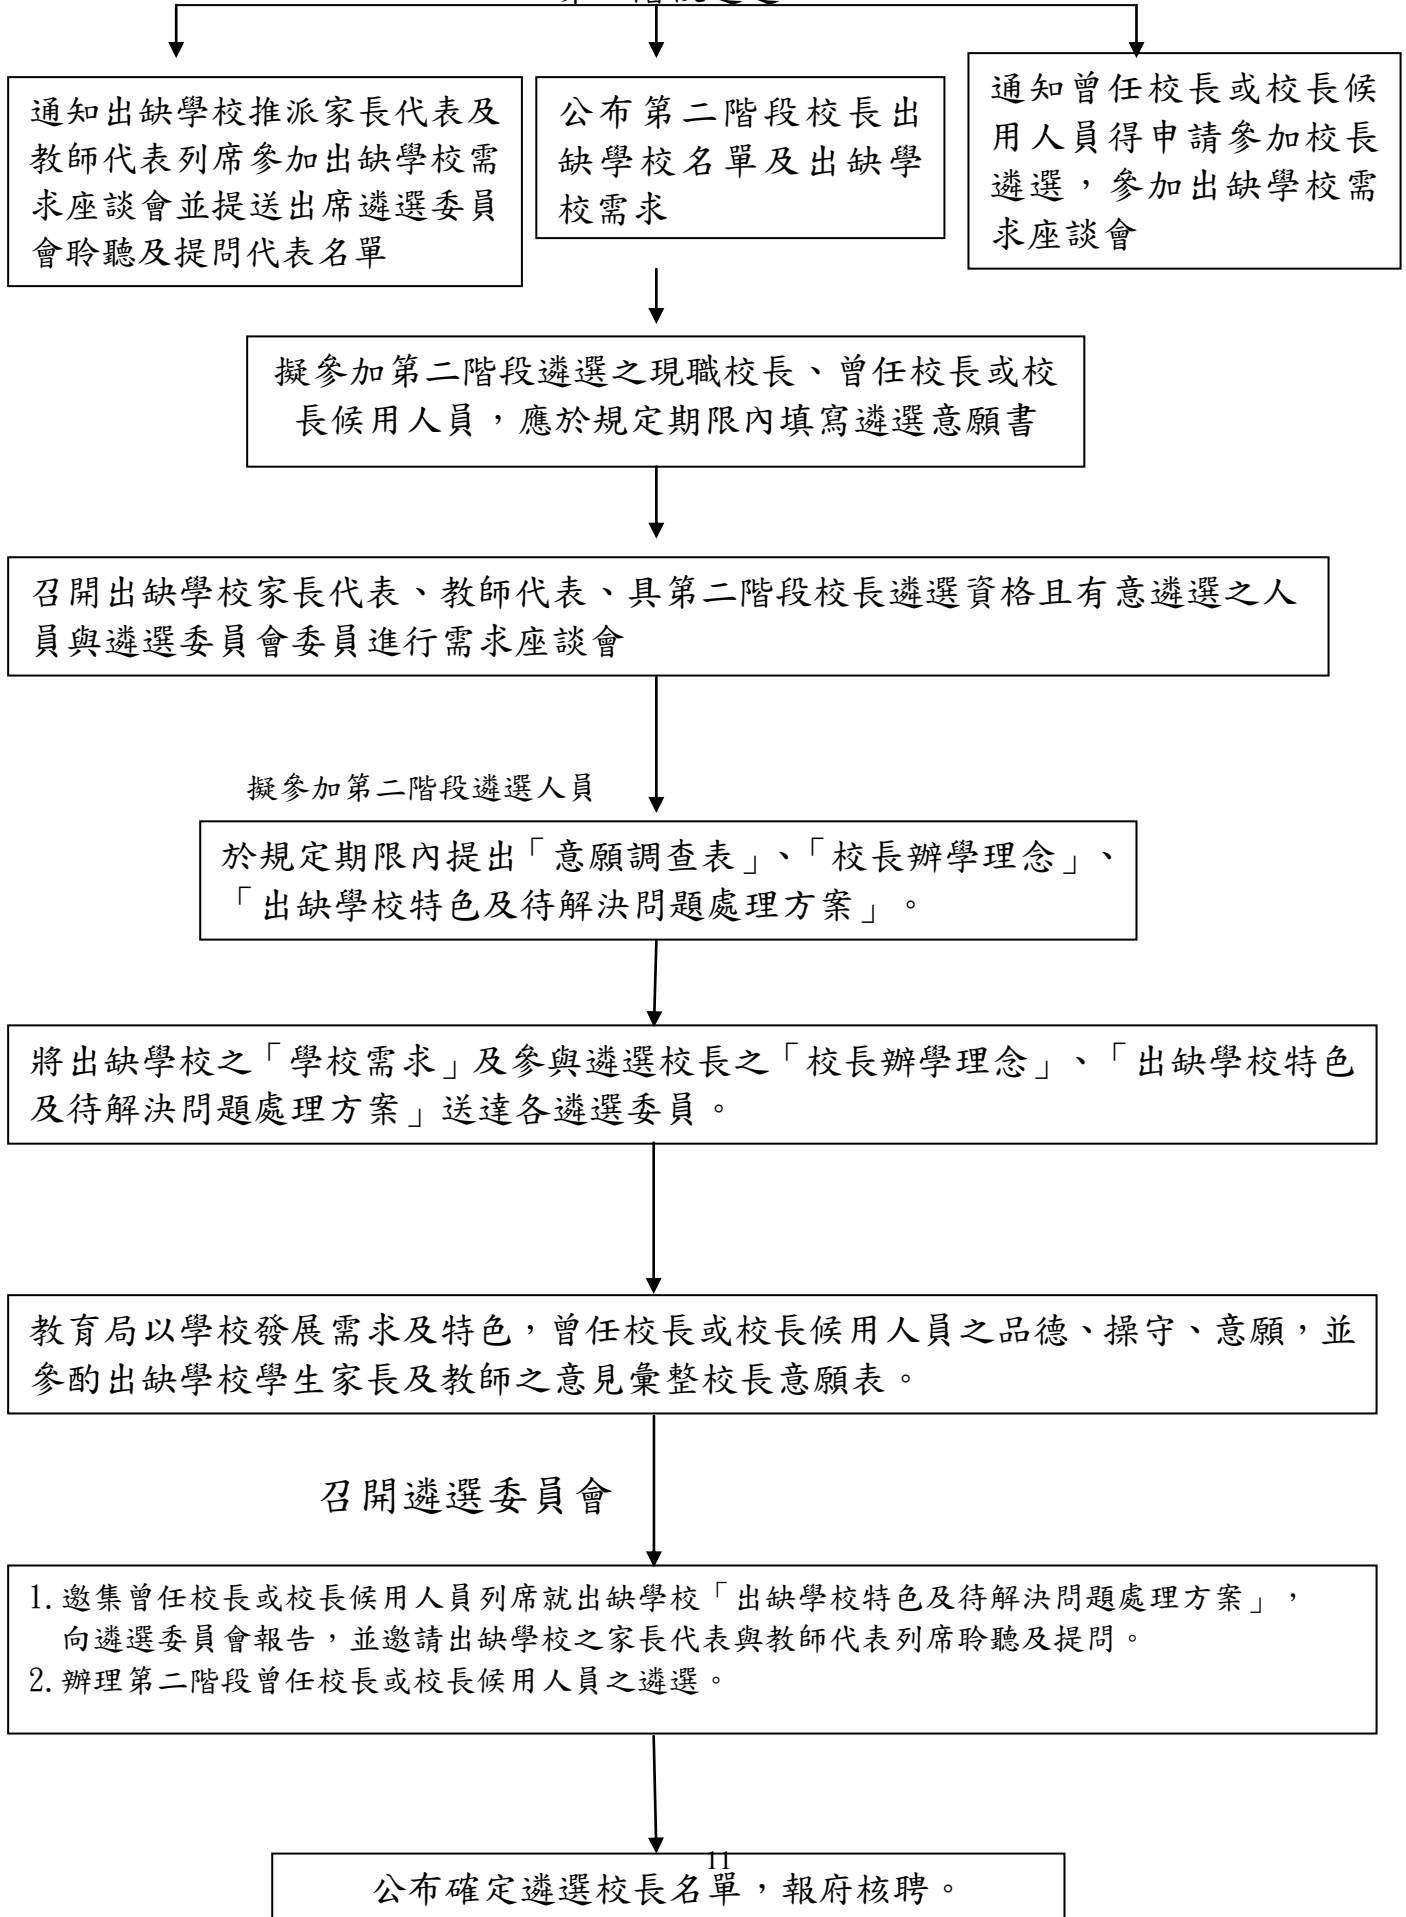 通知出缺學校推派家長代表及
教師代表列席參加出缺學校需
求座談會並提送出席遴選委員
會聆聽及提問代表名單
公布第二階段校長出
缺學校名單及出缺學
校需求
通知曾任校長或校長候
用人員得申請參加校長
遴選，參加出缺學校需
求座談會
擬參加第二階段遴選之現職校長、曾任校長或校
長候用人員，應於規定期限內填寫遴選意願書
召開出缺學校家長代表、教師代表、具第二階段校長遴選資格且有意遴選之人
員與遴選委員會委員進行需求座談會
擬參加第二階段遴選人員
於規定期限內提出「意願調查表」、「校長辦學理念」、
「出缺學校特色及待解決問題處理方案」。
將出缺學校之「學校需求」及參與遴選校長之「校長辦學理念」、「出缺學校特色
及待解決問題處理方案」送達各遴選委員。
教育局以學校發展需求及特色，曾任校長或校長候用人員之品德、操守、意願，並
參酌出缺學校學生家長及教師之意見彙整校長意願表。
召開遴選委員會
1. 邀集曾任校長或校長候用人員列席就出缺學校「出缺學校特色及待解決問題處理方案」，
向遴選委員會報告，並邀請出缺學校之家長代表與教師代表列席聆聽及提問。
2. 辦理第二階段曾任校長或校長候用人員之遴選。
11
公布確定遴選校長名單，報府核聘。